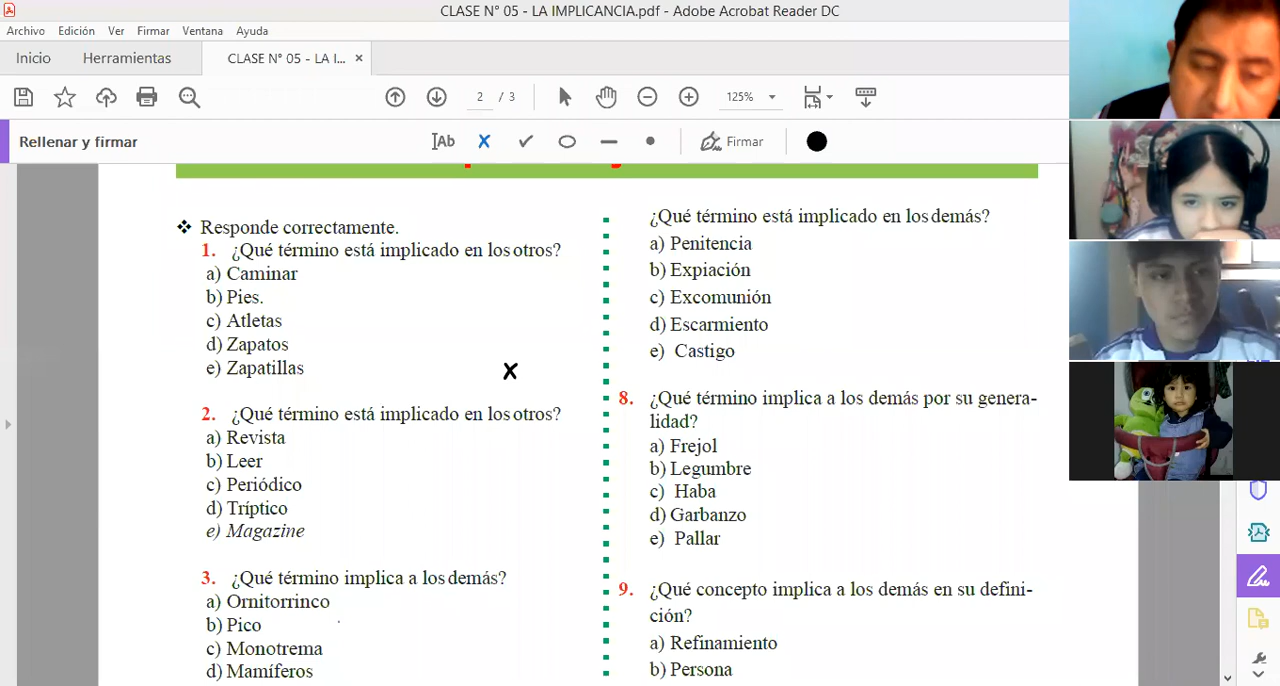 CLASE N° 05 - LA IMPLICANCIA.pdf - Adobe Acrobat Reader DC
Archivo Edición Ver Firmar Ventana Ayuda
Inicio Herramientas CLASE N° 05 - LA I... ×
2 / 3 125%
Rellenar y firmar
Ab Firmar
❖ Responde correctamente.
1. ¿Qué término está implicado en los otros?
a) Caminar
b) Pies.
c) Atletas
d) Zapatos
e) Zapatillas
X
2. ¿Qué término está implicado en los otros?
a) Revista
b) Leer
c) Periódico
d) Tríptico
e) Magazine
3. ¿Qué término implica a los demás?
a) Ornitorrinco
b) Pico
c) Monotrema
d) Mamíferos
¿Qué término está implicado en los demás?
a) Penitencia
b) Expiación
c) Excomunión
d) Escarmiento
e) Castigo
8. ¿Qué término implica a los demás por su genera-
lidad?
a) Frejol
b) Legumbre
c) Haba
d) Garbanzo
e) Pallar
9. ¿Qué concepto implica a los demás en su defini-
ción?
a) Refinamiento
b) Persona